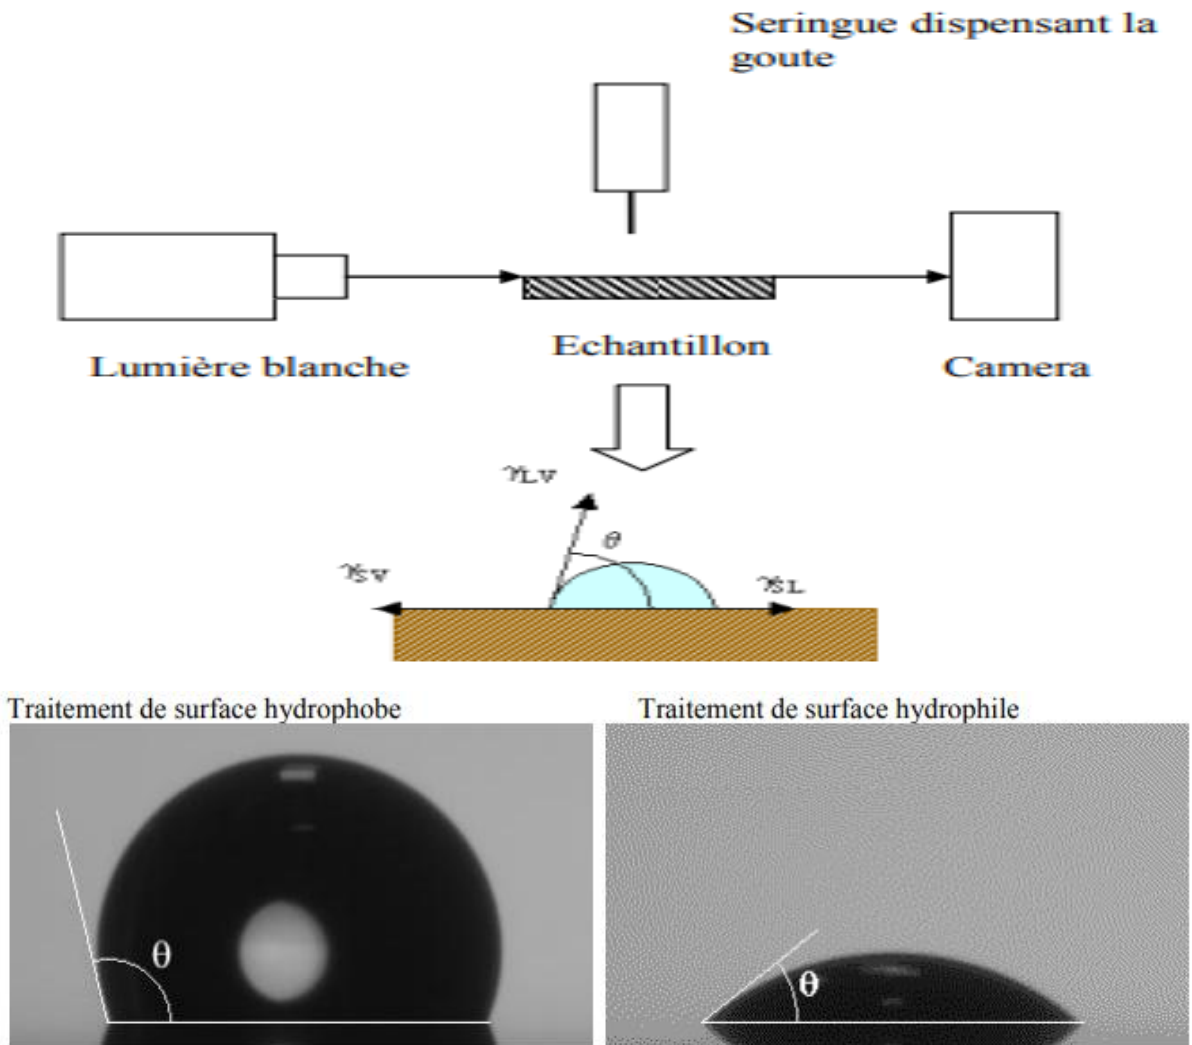 Seringue dispensant la
goute
Lumière blanche
Echantillon
Camera
γLV
θ
γSV
γSL
Traitement de surface hydrophobe
Traitement de surface hydrophile
θ
θ